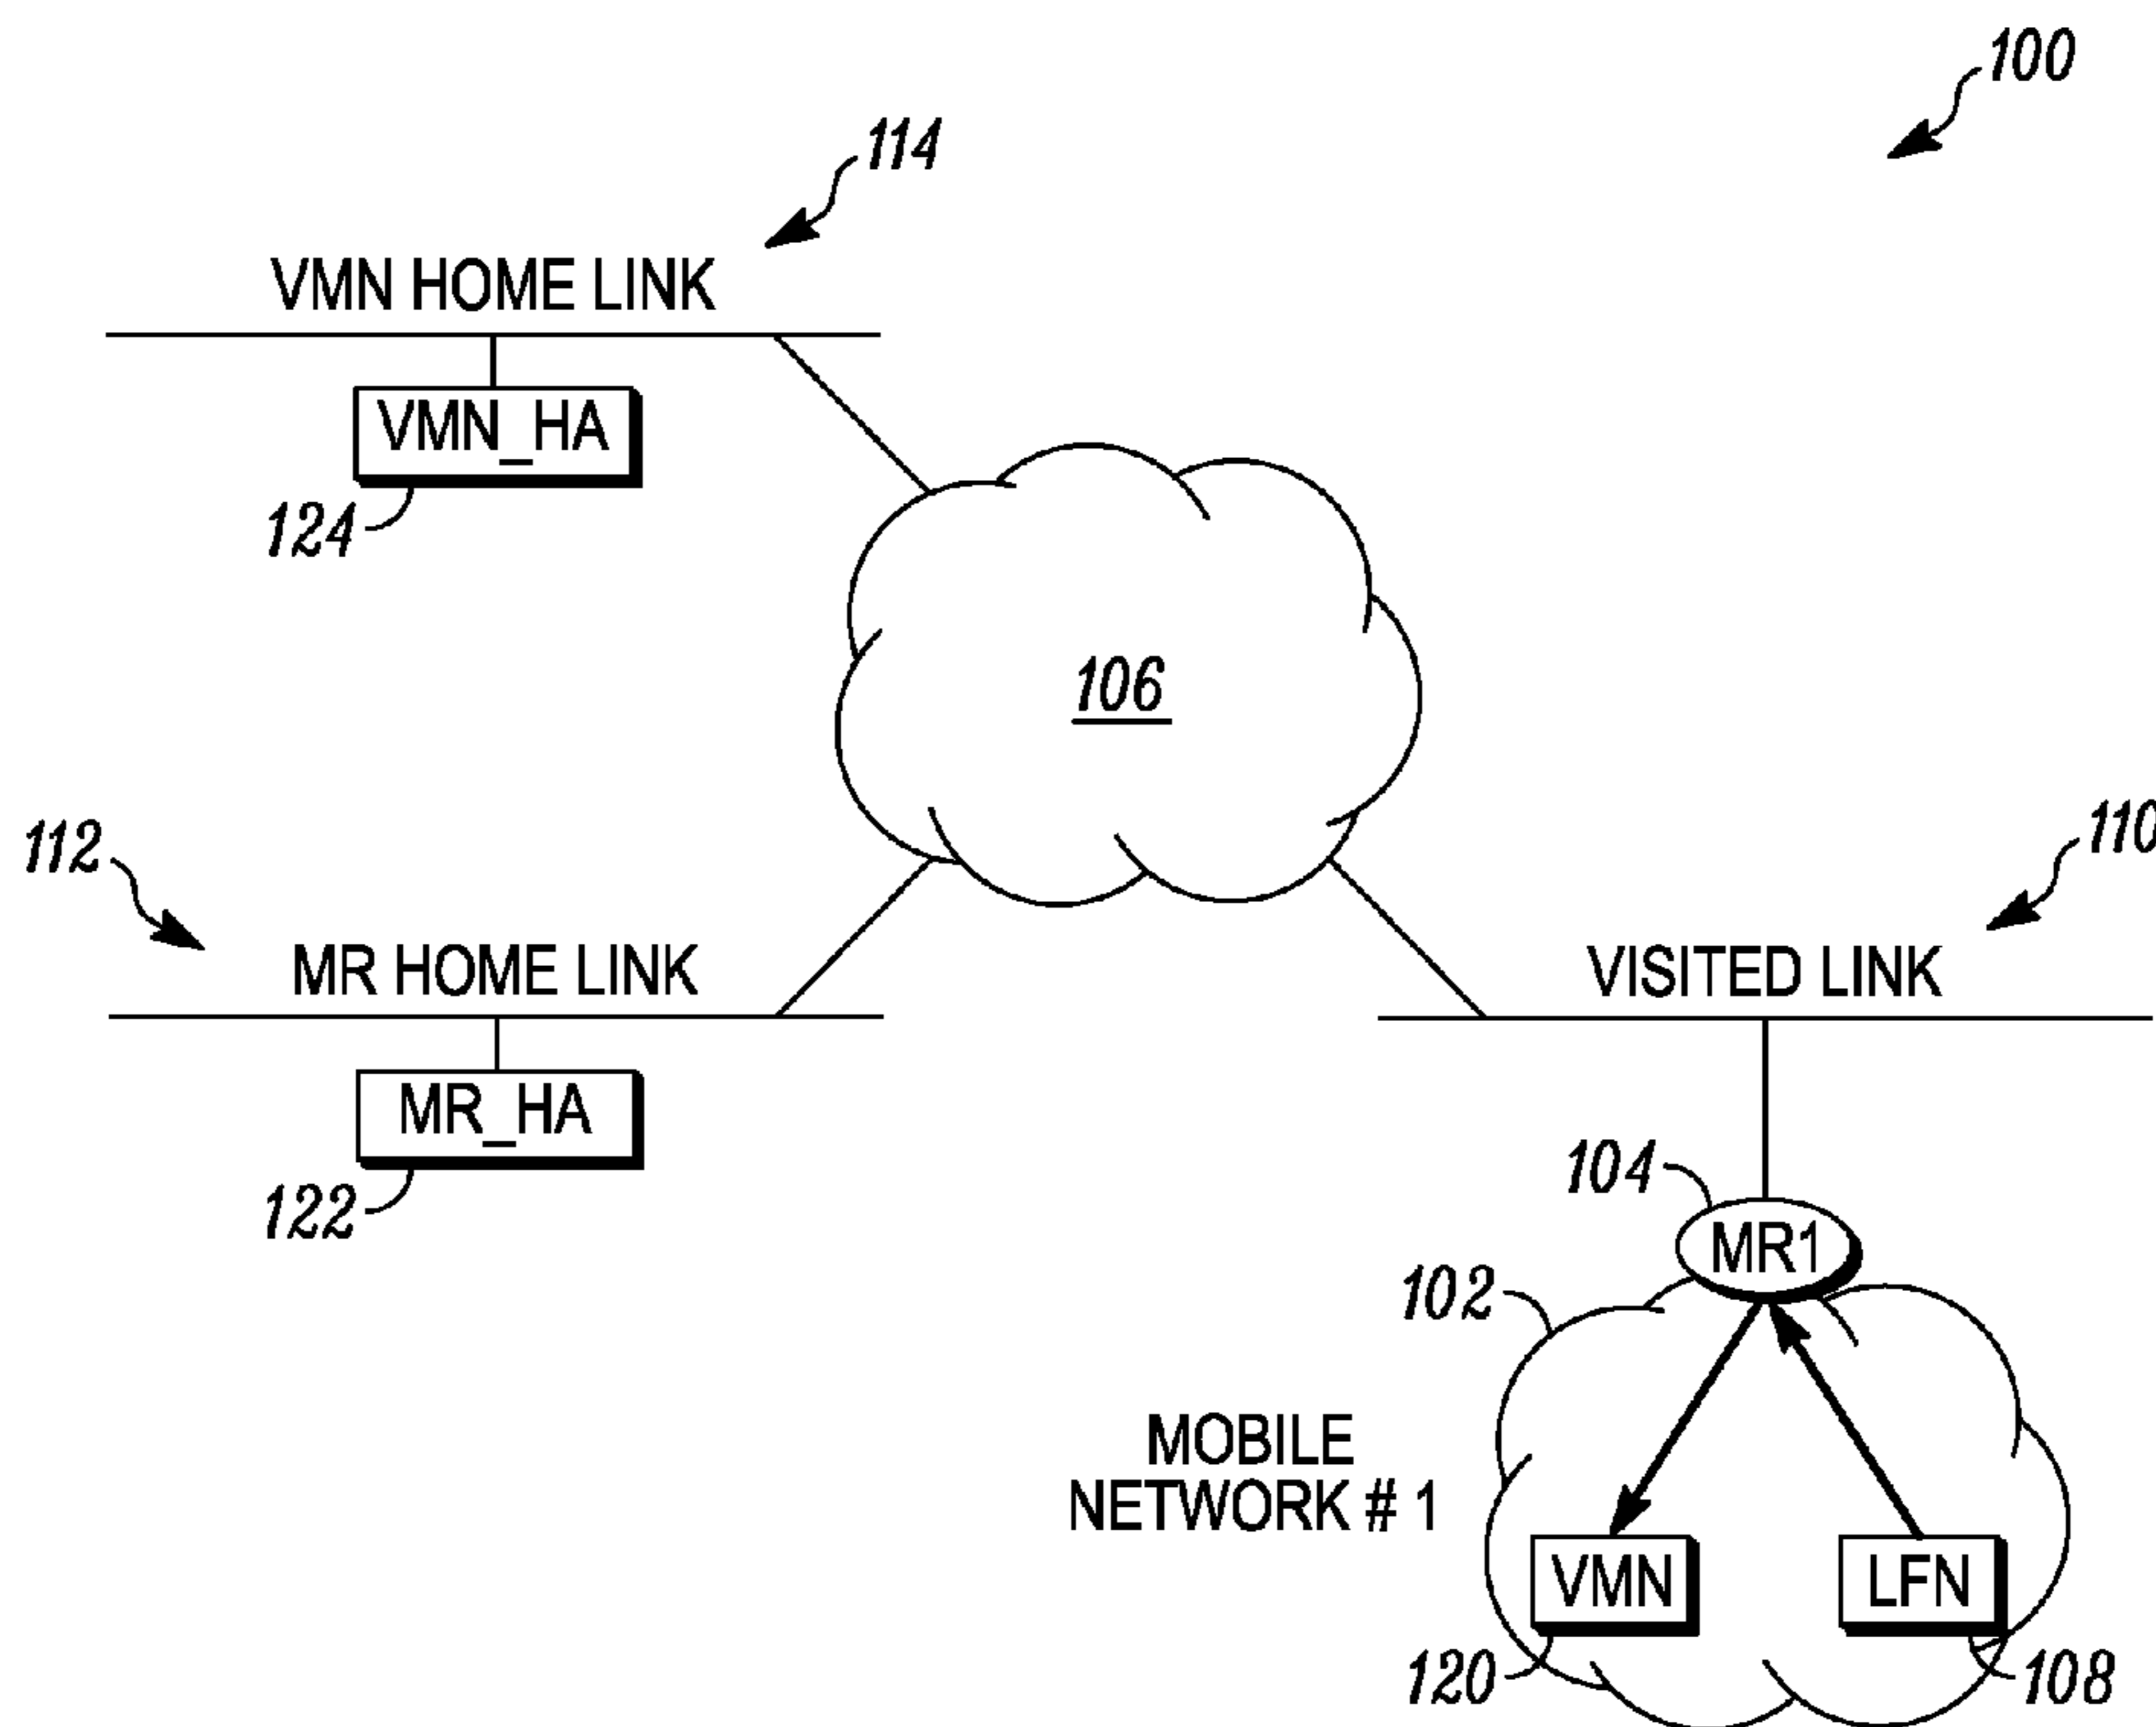 100
114
VMN HOME LINK
VMN_HA
124
106
112
110
MR HOME LINK
VISITED LINK
MR_HA
122
104
MR1
102
MOBILE
NETWORK # 1
VMN
LFN
120
108